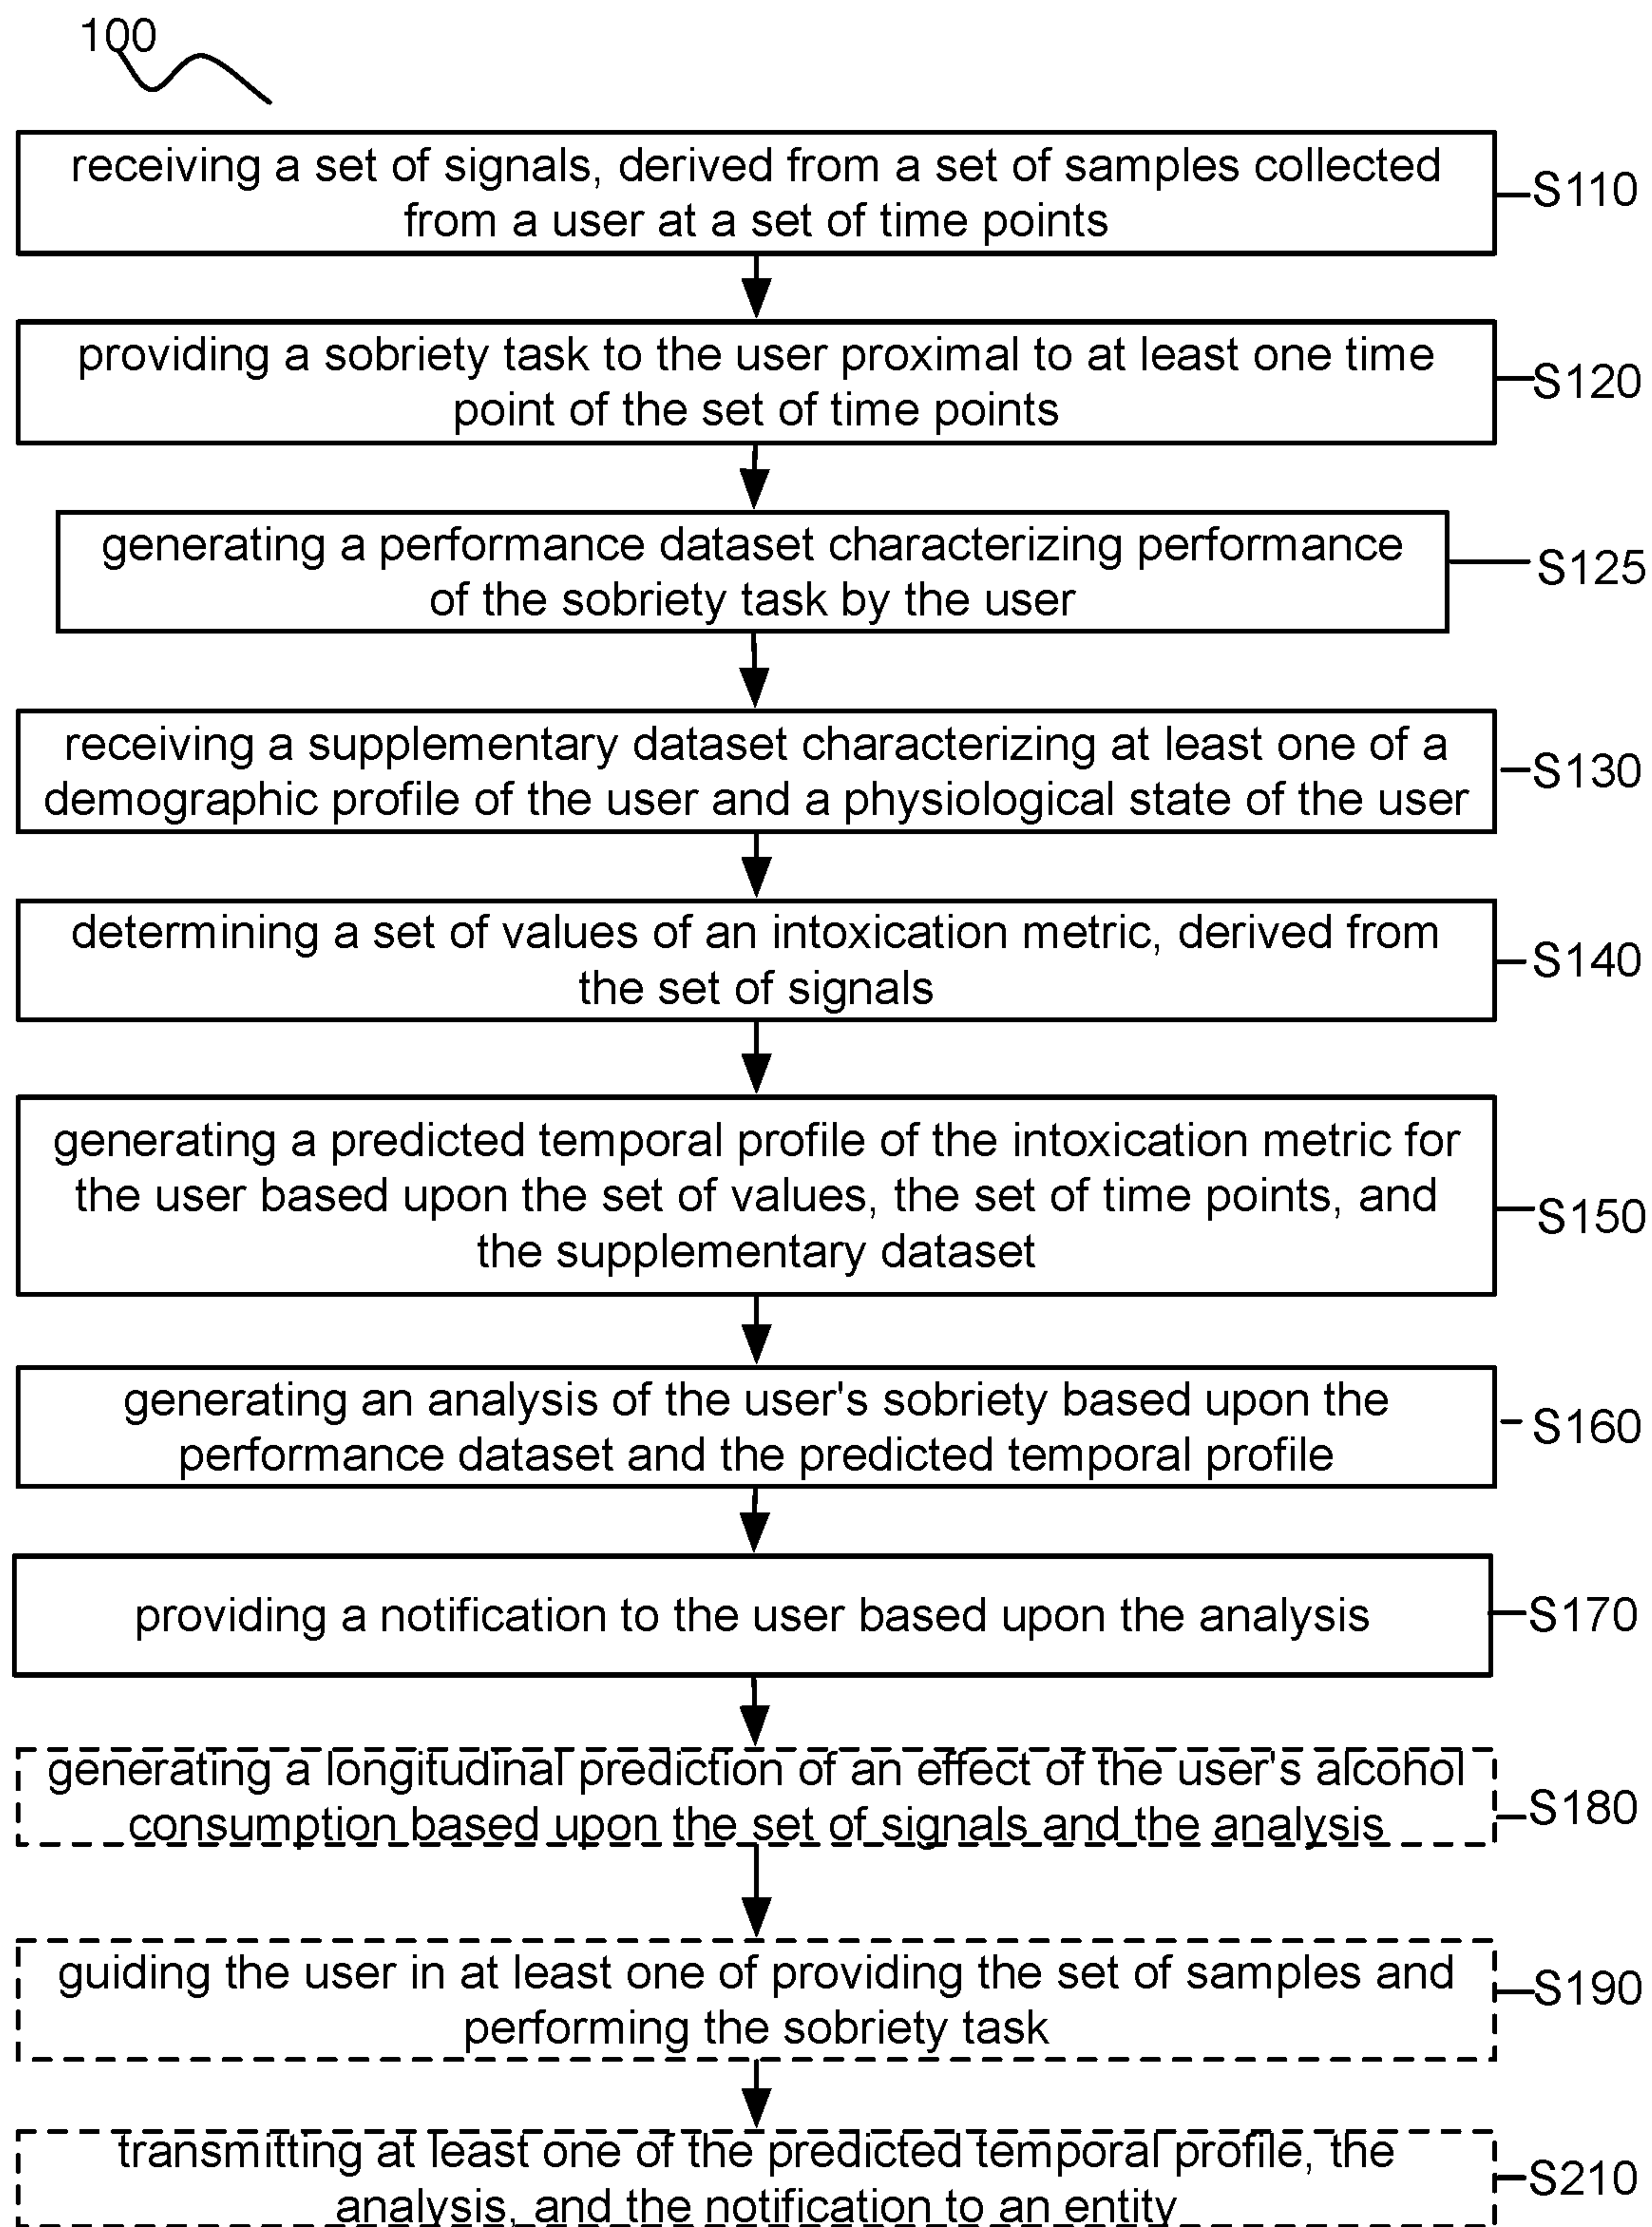 100
receiving a set of signals, derived from a set of samples collected
from a user at a set of time points
S110
providing a sobriety task to the user proximal to at least one time
point of the set of time points
S120
generating a performance dataset characterizing performance
of the sobriety task by the user
S125
receiving a supplementary dataset characterizing at least one of a
demographic profile of the user and a physiological state of the user
S130
determining a set of values of an intoxication metric, derived from
the set of signals
S140
generating a predicted temporal profile of the intoxication metric for
the user based upon the set of values, the set of time points, and
the supplementary dataset
S150
generating an analysis of the user's sobriety based upon the
performance dataset and the predicted temporal profile
S160
providing a notification to the user based upon the analysis
S170
generating a longitudinal prediction of an effect of the user's alcohol
consumption based upon the set of signals and the analysis
S180
guiding the user in at least one of providing the set of samples and
performing the sobriety task
S190
transmitting at least one of the predicted temporal profile, the
analysis, and the notification to an entity
S210